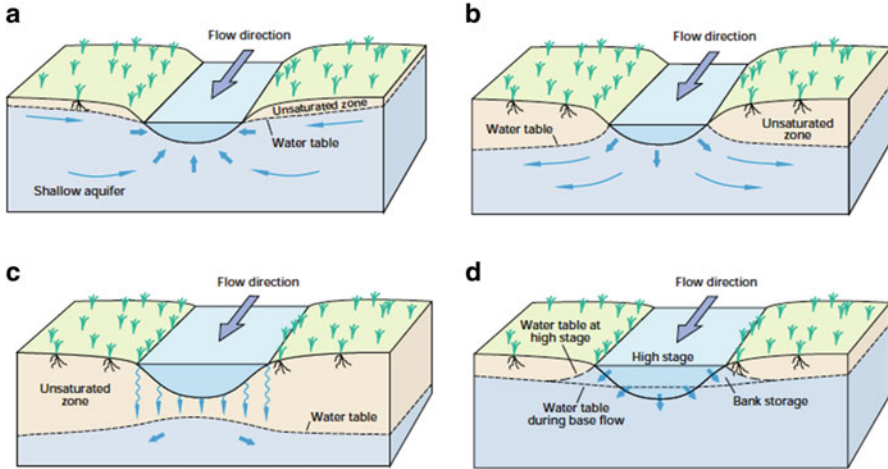 a
Flow direction
Unsaturated zone
Water table
Shallow aquifer
b
Flow direction
Water table
Unsaturated
zone
c
Flow direction
Unsaturated
zone
Water table
d
Flow direction
Water table at
high stage
High stage
Water table
during base flow
Bank storage